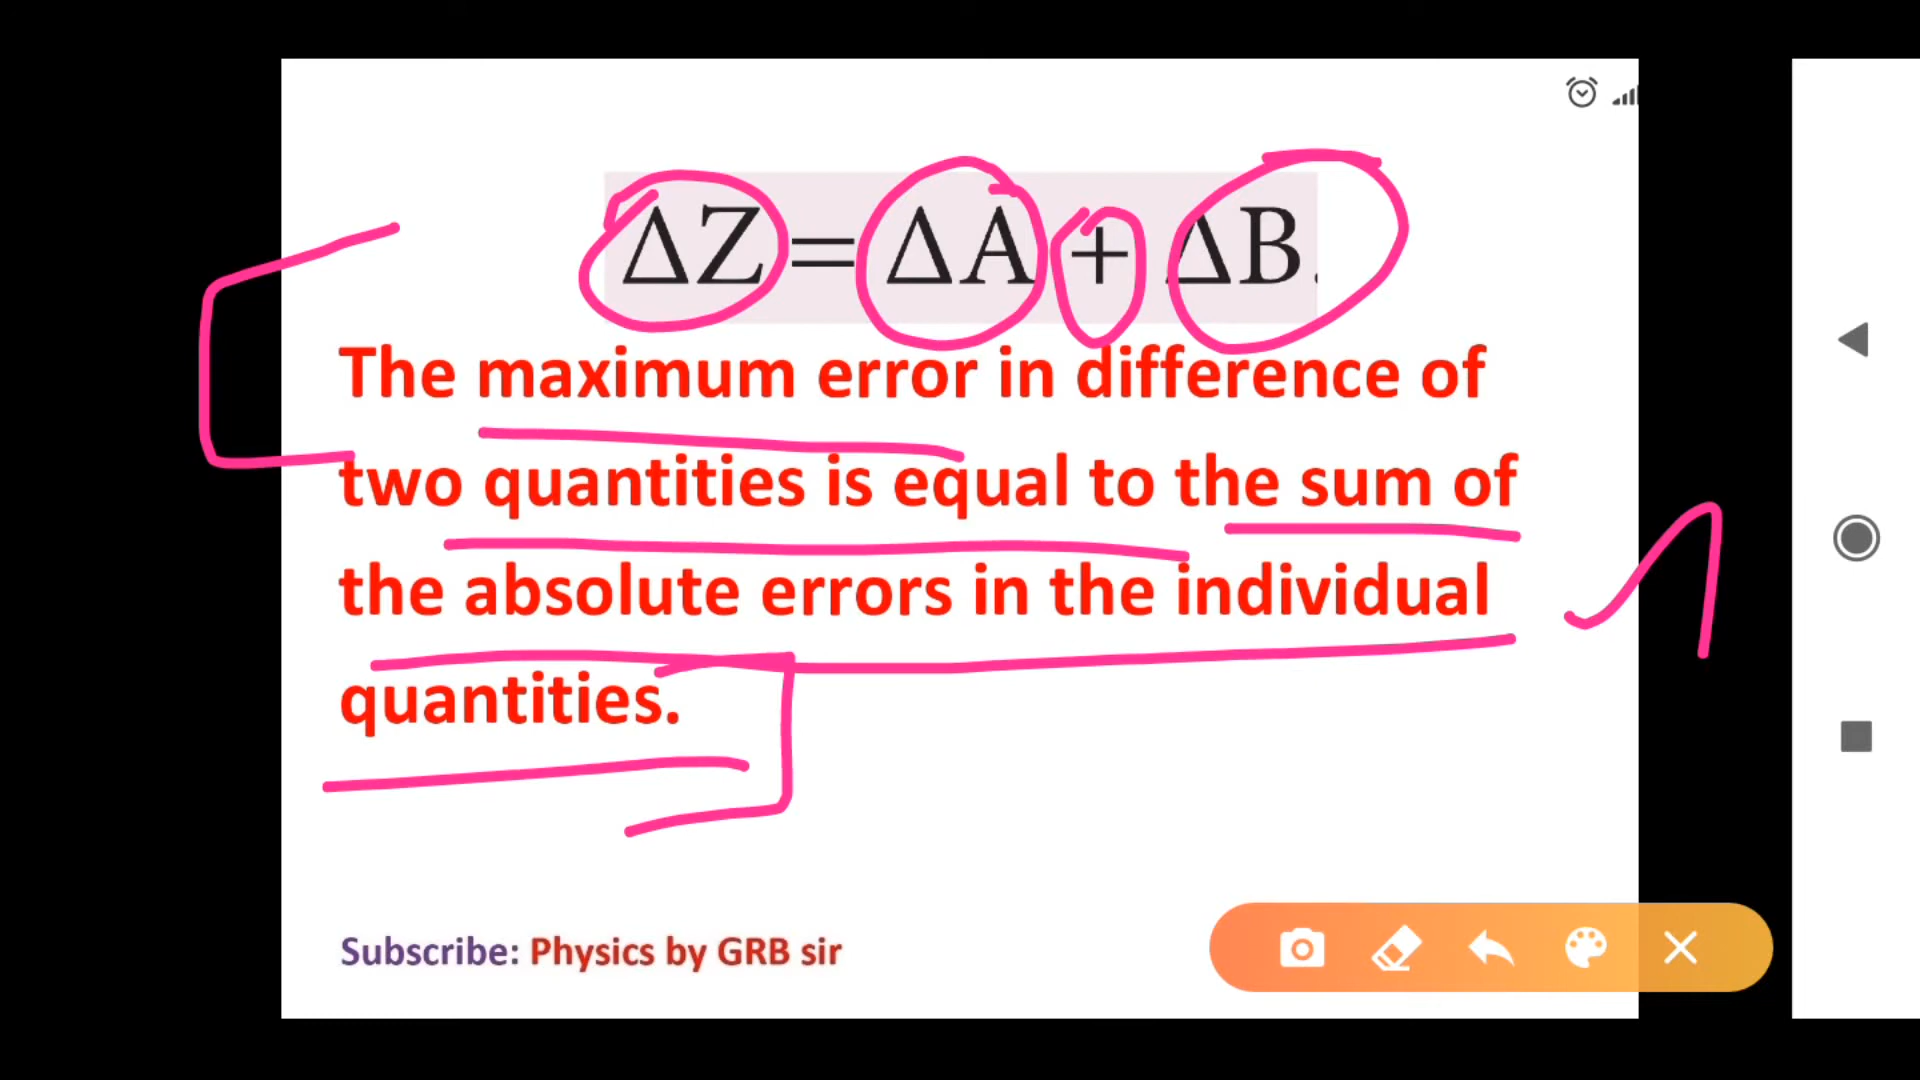 ΔZ = ΔA + ΔB.
The maximum error in difference of
two quantities is equal to the sum of
the absolute errors in the individual
quantities.
Subscribe: Physics by GRB sir